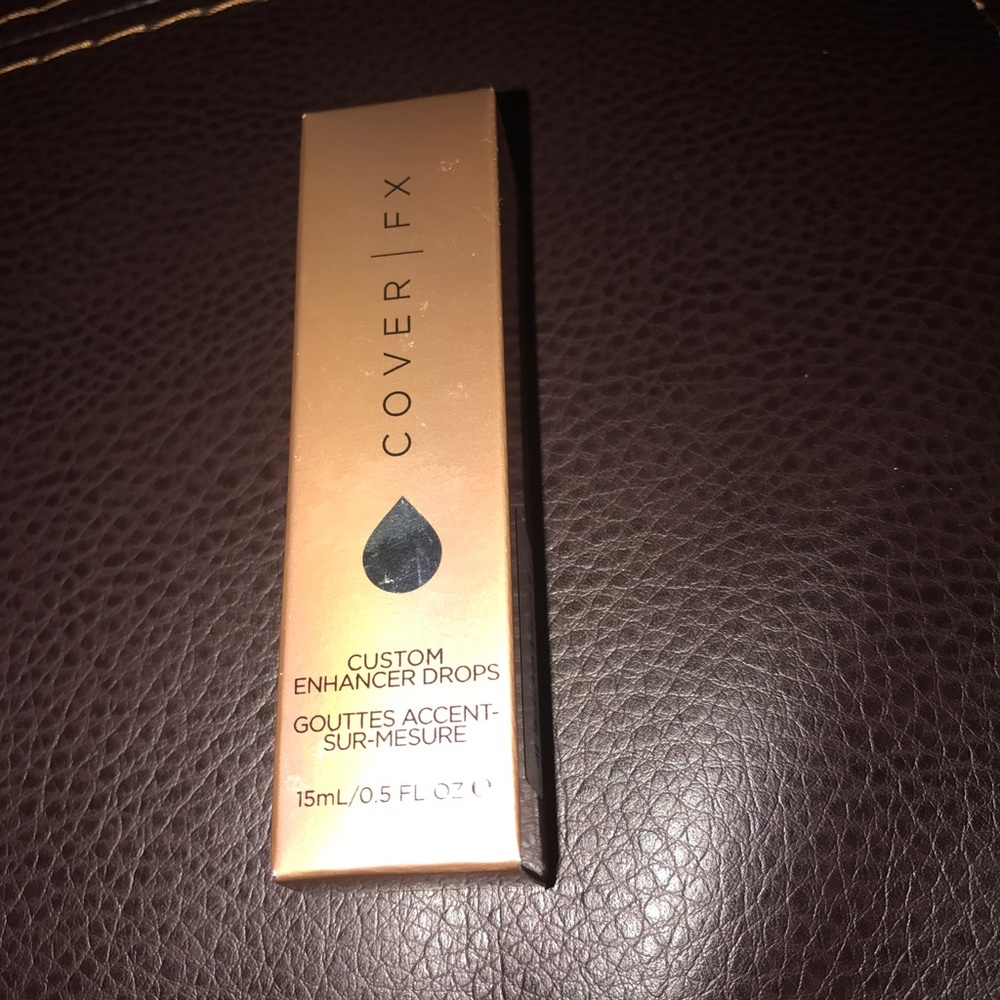 COVER | FX
CUSTOM
ENHANCER DROPS
GOUTTES ACCENT-
SUR-MESURE
15mL/0.5 FL OZ ℮